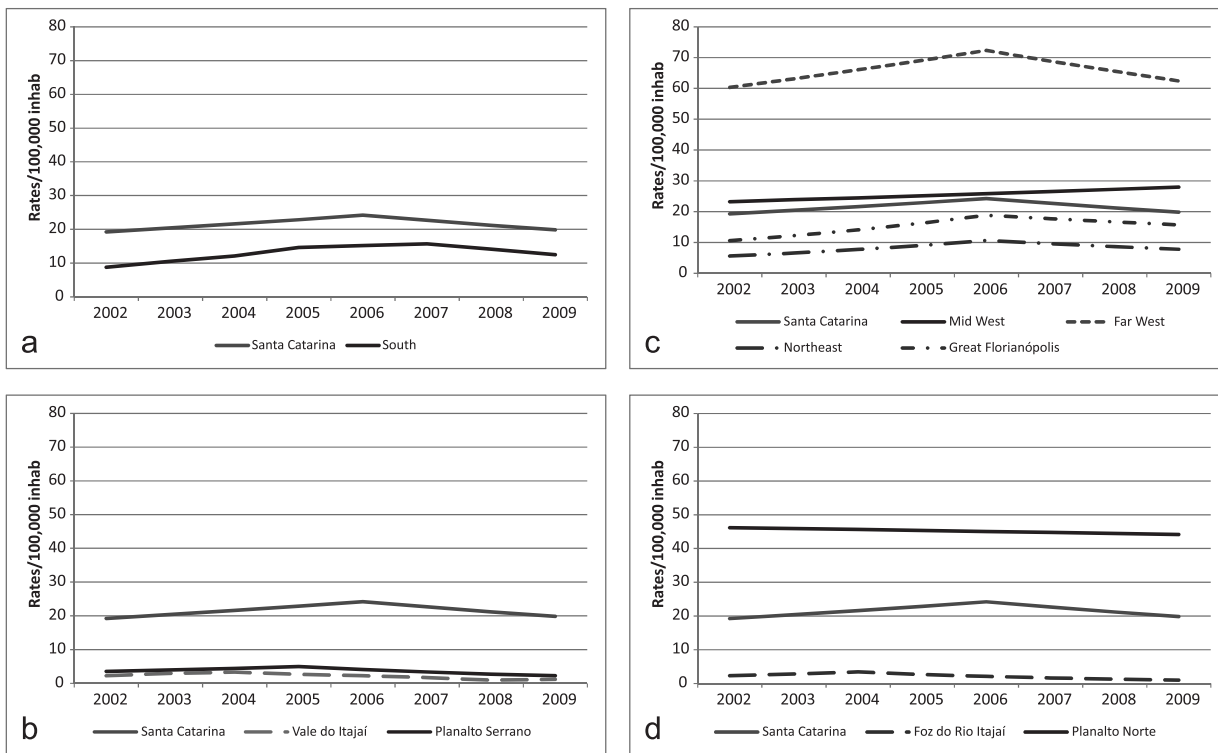 Rates/100,000 inhab
80
70
60
50
40
30
20
10
0
2002 2003 2004 2005 2006 2007 2008 2009
a
Santa Catarina South
Rates/100,000 inhab
80
70
60
50
40
30
20
10
0
2002 2003 2004 2005 2006 2007 2008 2009
Santa Catarina Mid West Far West
c
Northeast Great Florianópolis
Rates/100,000 inhab
80
70
60
50
40
30
20
10
0
2002 2003 2004 2005 2006 2007 2008 2009
b
Santa Catarina Vale do Itajaí Planalto Serrano
Rates/100,000 inhab
80
70
60
50
40
30
20
10
0
2002 2003 2004 2005 2006 2007 2008 2009
d
Santa Catarina Foz do Rio Itajaí Planalto Norte